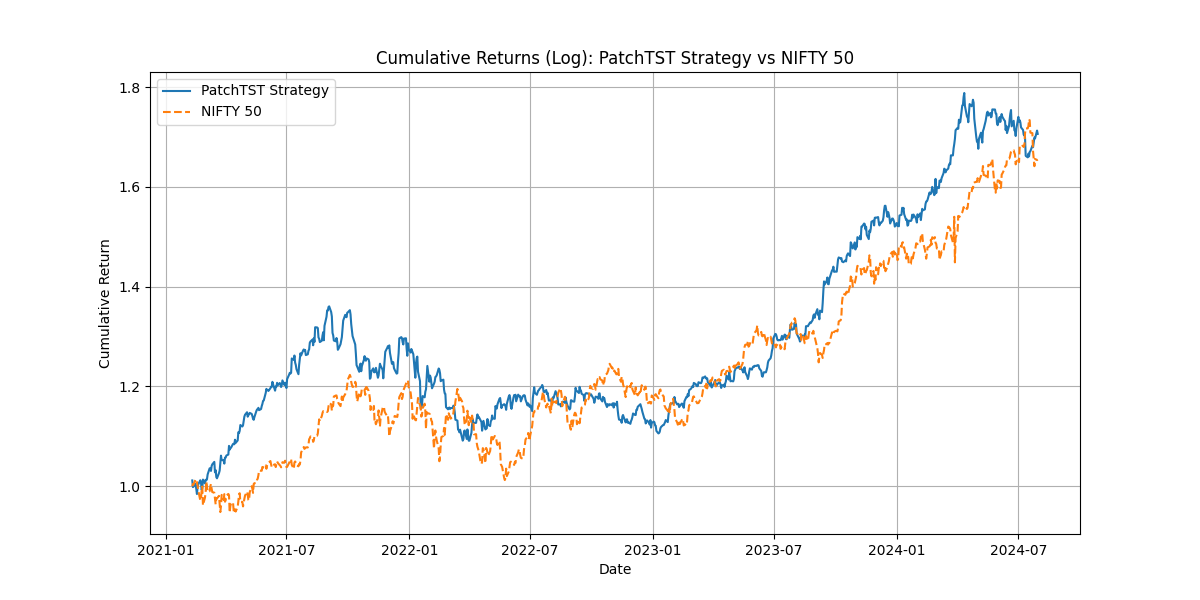 Cumulative Returns (Log): PatchTST Strategy vs NIFTY 50
PatchTST Strategy
NIFTY 50
Cumulative Return
1.8
1.6
1.4
1.2
1.0
2021-01 2021-07 2022-01 2022-07 2023-01 2023-07 2024-01 2024-07
Date